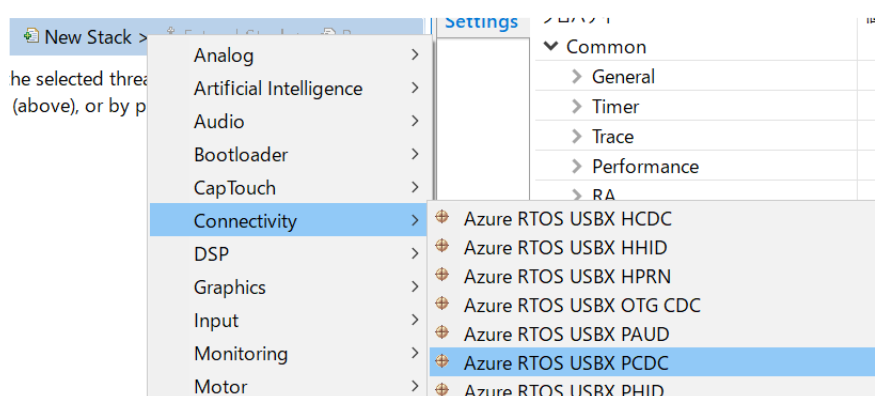 New Stack >
he selected threa
(above), or by p
Analog
Artificial Intelligence
Audio
Bootloader
CapTouch
Connectivity
DSP
Graphics
Input
Monitoring
Motor
Settings
Common
General
Timer
Trace
Performance
RA
Azure RTOS USBX HCDC
Azure RTOS USBX HHID
Azure RTOS USBX HPRN
Azure RTOS USBX OTG CDC
Azure RTOS USBX PAUD
Azure RTOS USBX PCDC
Azure RTOS USBX PHID